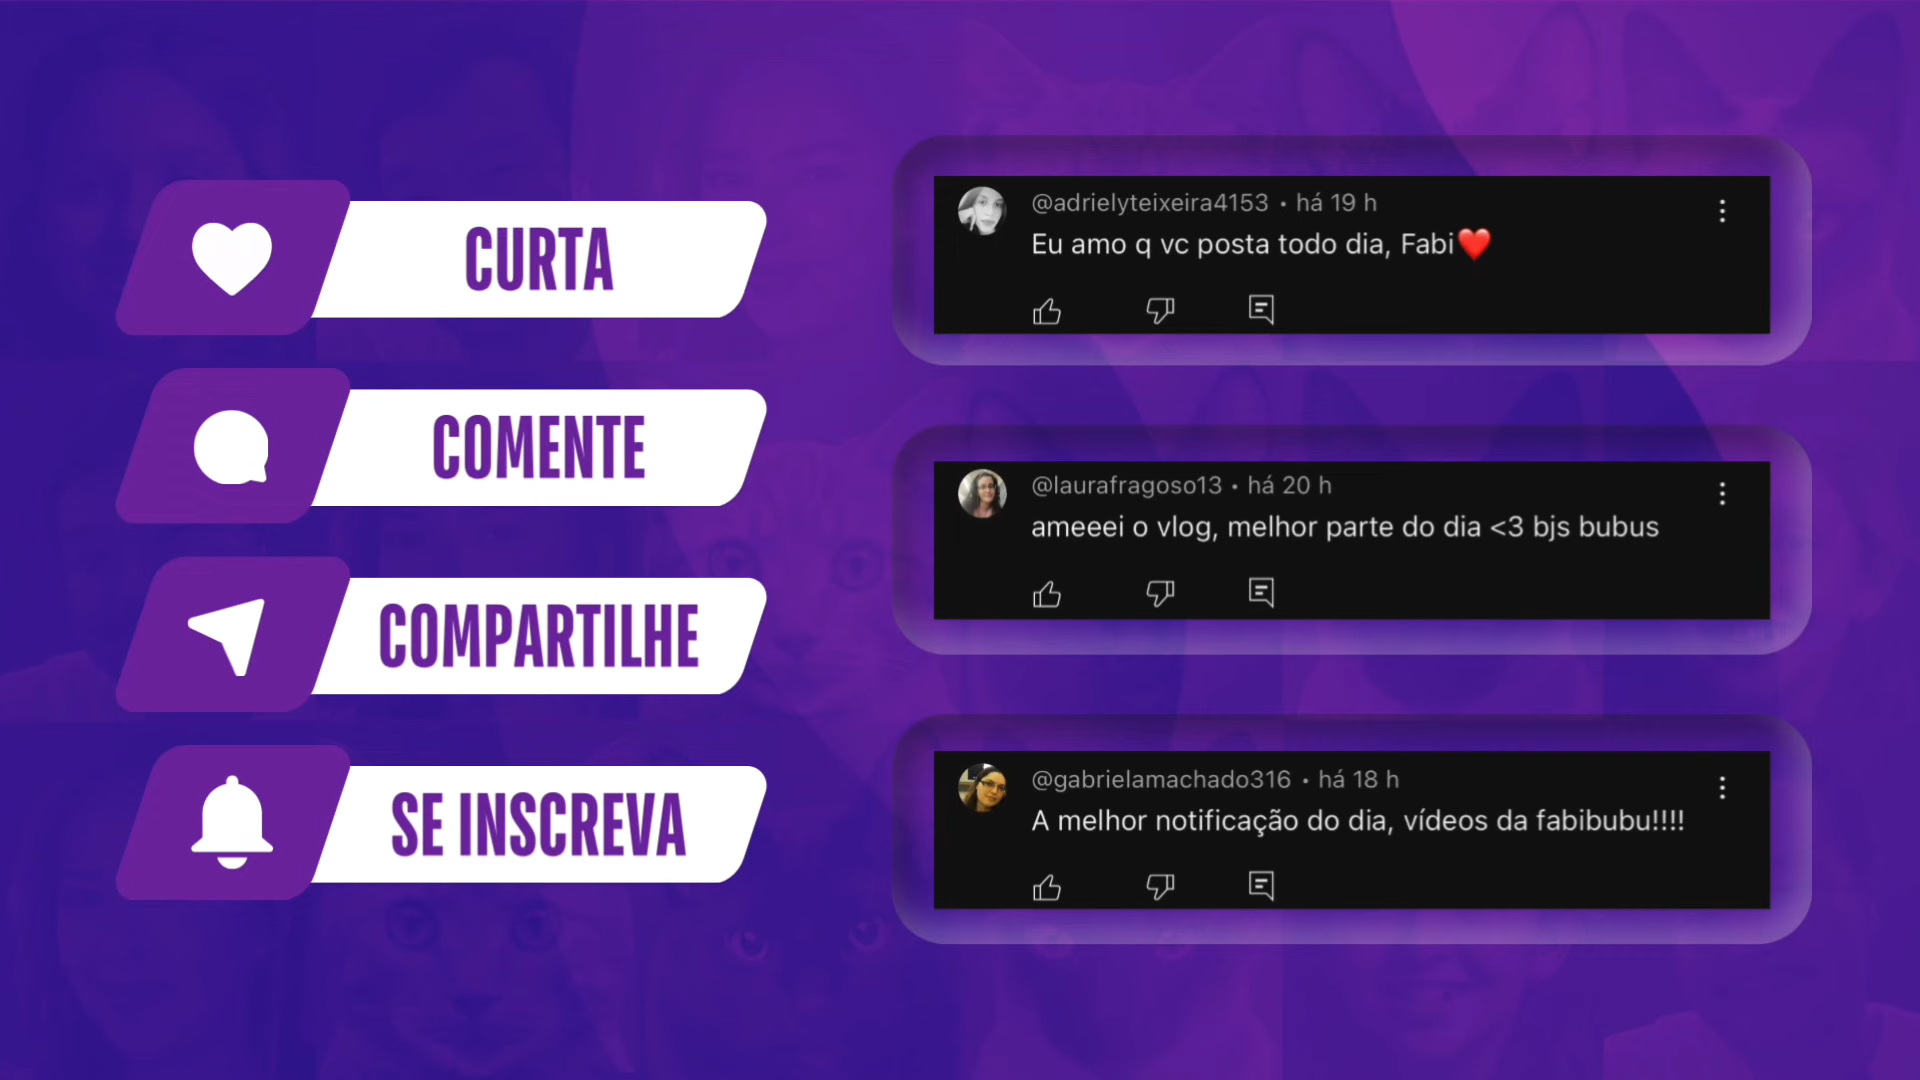 CURTA
COMENTE
COMPARTILHE
SE INSCREVA
@adrielyteixeira4153 • há 19 h
Eu amo q vc posta todo dia, Fabi❤️
@laurafragoso13 • há 20 h
ameeei o vlog, melhor parte do dia <3 bjs bubus
@gabrielamachado316 • há 18 h
A melhor notificação do dia, vídeos da fabibubu!!!!